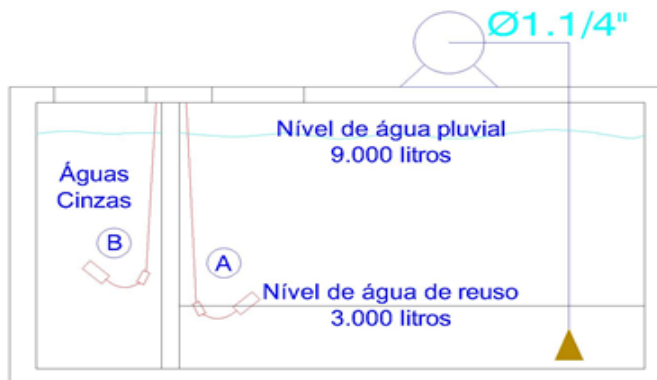 Ø1.1/4"
Nível de água pluvial
9.000 litros
Águas
Cinzas
B
A
Nível de água de reuso
3.000 litros